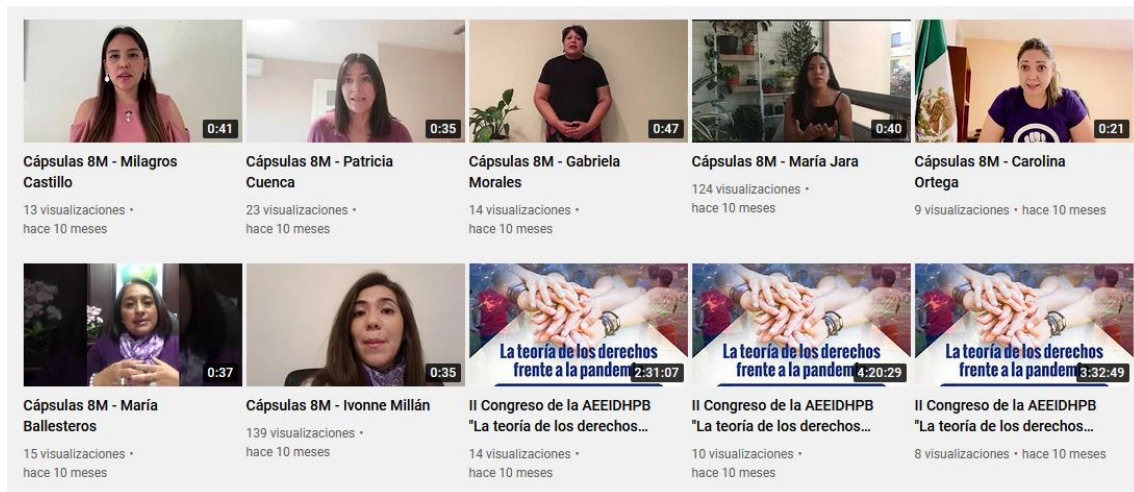 0:41
0:35
0:47
0:40
0:21
Cápsulas 8M - Milagros
Castillo
13 visualizaciones •
hace 10 meses
Cápsulas 8M - Patricia
Cuenca
23 visualizaciones •
hace 10 meses
Cápsulas 8M - Gabriela
Morales
14 visualizaciones •
hace 10 meses
Cápsulas 8M - María Jara
124 visualizaciones •
hace 10 meses
Cápsulas 8M - Carolina
Ortega
9 visualizaciones • hace 10 meses
0:37
0:35
La teoría de los derechos
frente a la
2:31:07
La teoría de los derechos
frente a la
4:20:29
La teoría de los derechos
frente a la
3:32:49
Cápsulas 8M - María
Ballesteros
15 visualizaciones •
hace 10 meses
Cápsulas 8M - Ivonne Millán
139 visualizaciones •
hace 10 meses
II Congreso de la AEEIDHPB
"La teoría de los derechos...
14 visualizaciones •
hace 10 meses
II Congreso de la AEEIDHPB
"La teoría de los derechos...
10 visualizaciones •
hace 10 meses
II Congreso de la AEEIDHPB
"La teoría de los derechos...
8 visualizaciones • hace 10 meses